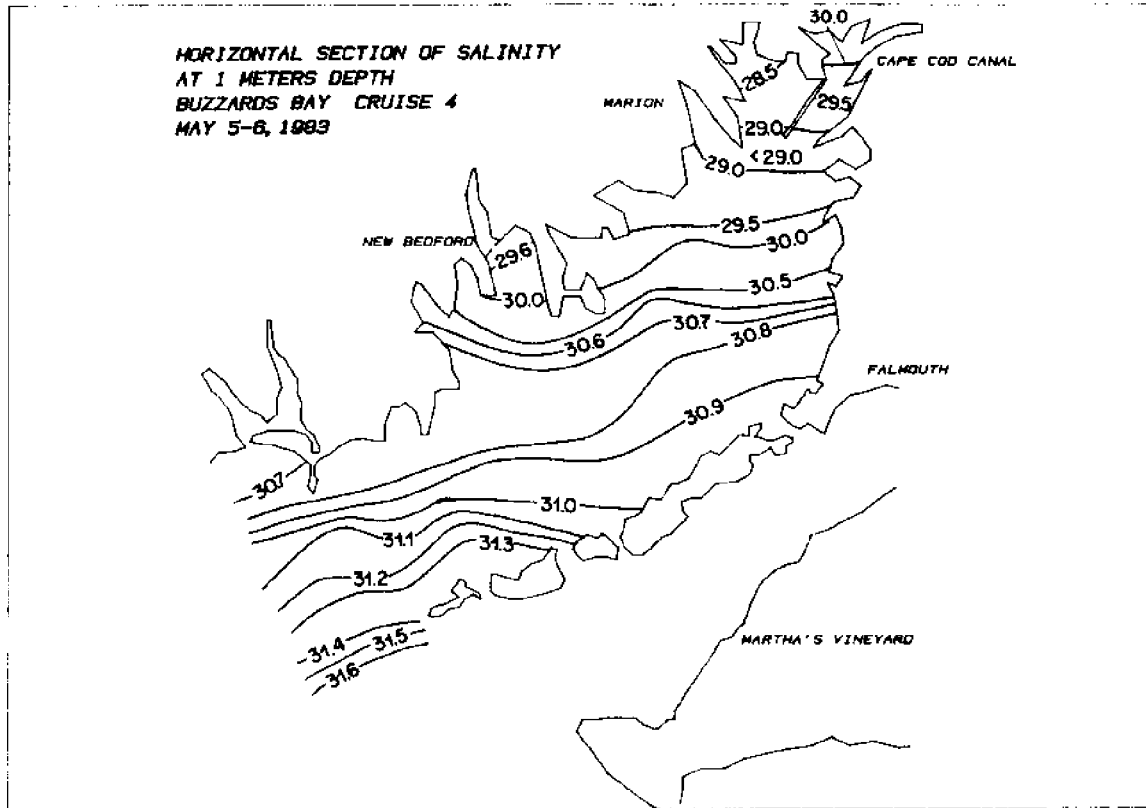 HORIZONTAL SECTION OF SALINITY
AT 1 METERS DEPTH
BUZZARDS BAY CRUISE 4
MAY 5-6, 1983
30.0
CAPE COD CANAL
28.5
MARION
29.5
29.0
<29.0
29.0
29.5
NEW BEDFORD
30.0
29.6
30.5
30.0
30.7
30.6
30.8
FALMOUTH
30.9
30.7
31.0
31.1
31.3
31.2
31.4
31.5
MARTHA'S VINEYARD
31.6